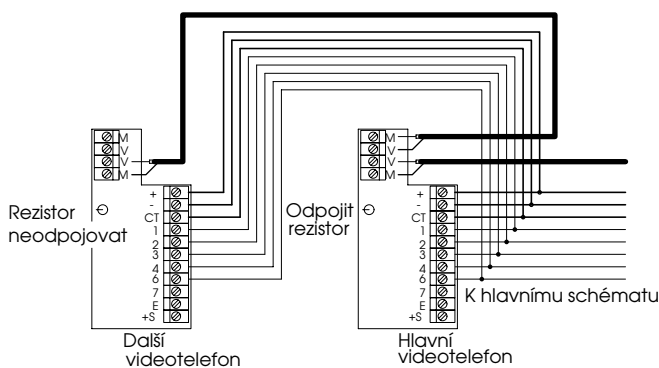 M
V
V
M
+
-
CT
1
2
3
4
6
7
E
+S
Rezistor
neodpojovat
Další
videotelefon
M
V
V
M
+
-
CT
1
2
3
4
6
7
E
+S
Odpojit
rezistor
Hlavní
videotelefon
K hlavnímu schématu